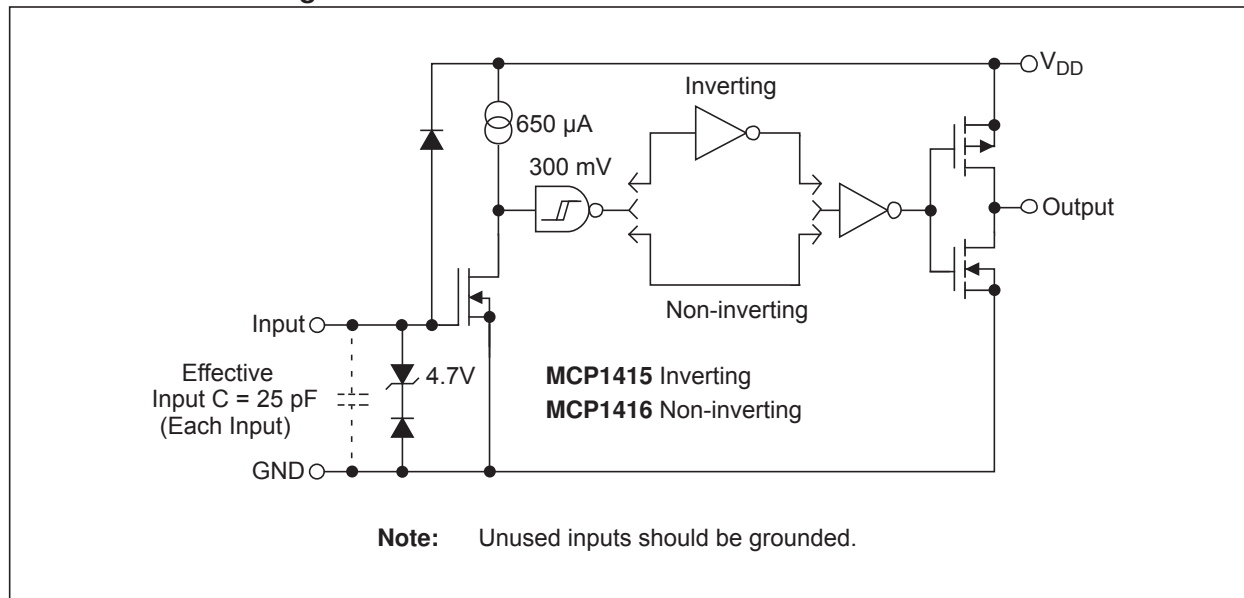 V_DD
Inverting
650 µA
300 mV
Output
Non-inverting
Input
4.7V
Effective
Input C = 25 pF
(Each Input)
MCP1415 Inverting
MCP1416 Non-inverting
GND
Note: Unused inputs should be grounded.